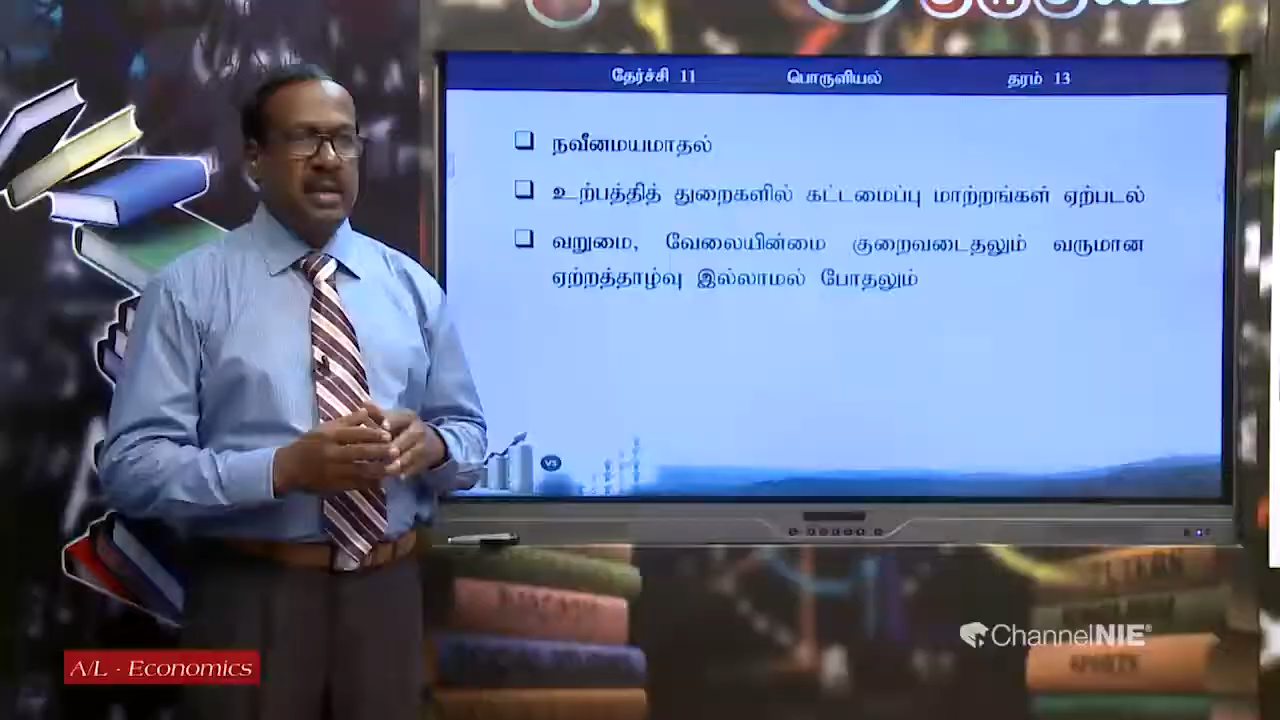 தேர்ச்சி 11 பொருளியல் தரம் 13
❑ நவீனமயமாதல்
❑ உற்பத்தித் துறைகளில் கட்டமைப்பு மாற்றங்கள் ஏற்படல்
❑ வறுமை, வேலையின்மை குறைவடைதலும் வருமான
ஏற்றத்தாழ்வு இல்லாமல் போதலும்
VS
ChannelNIE
A/L - Economics